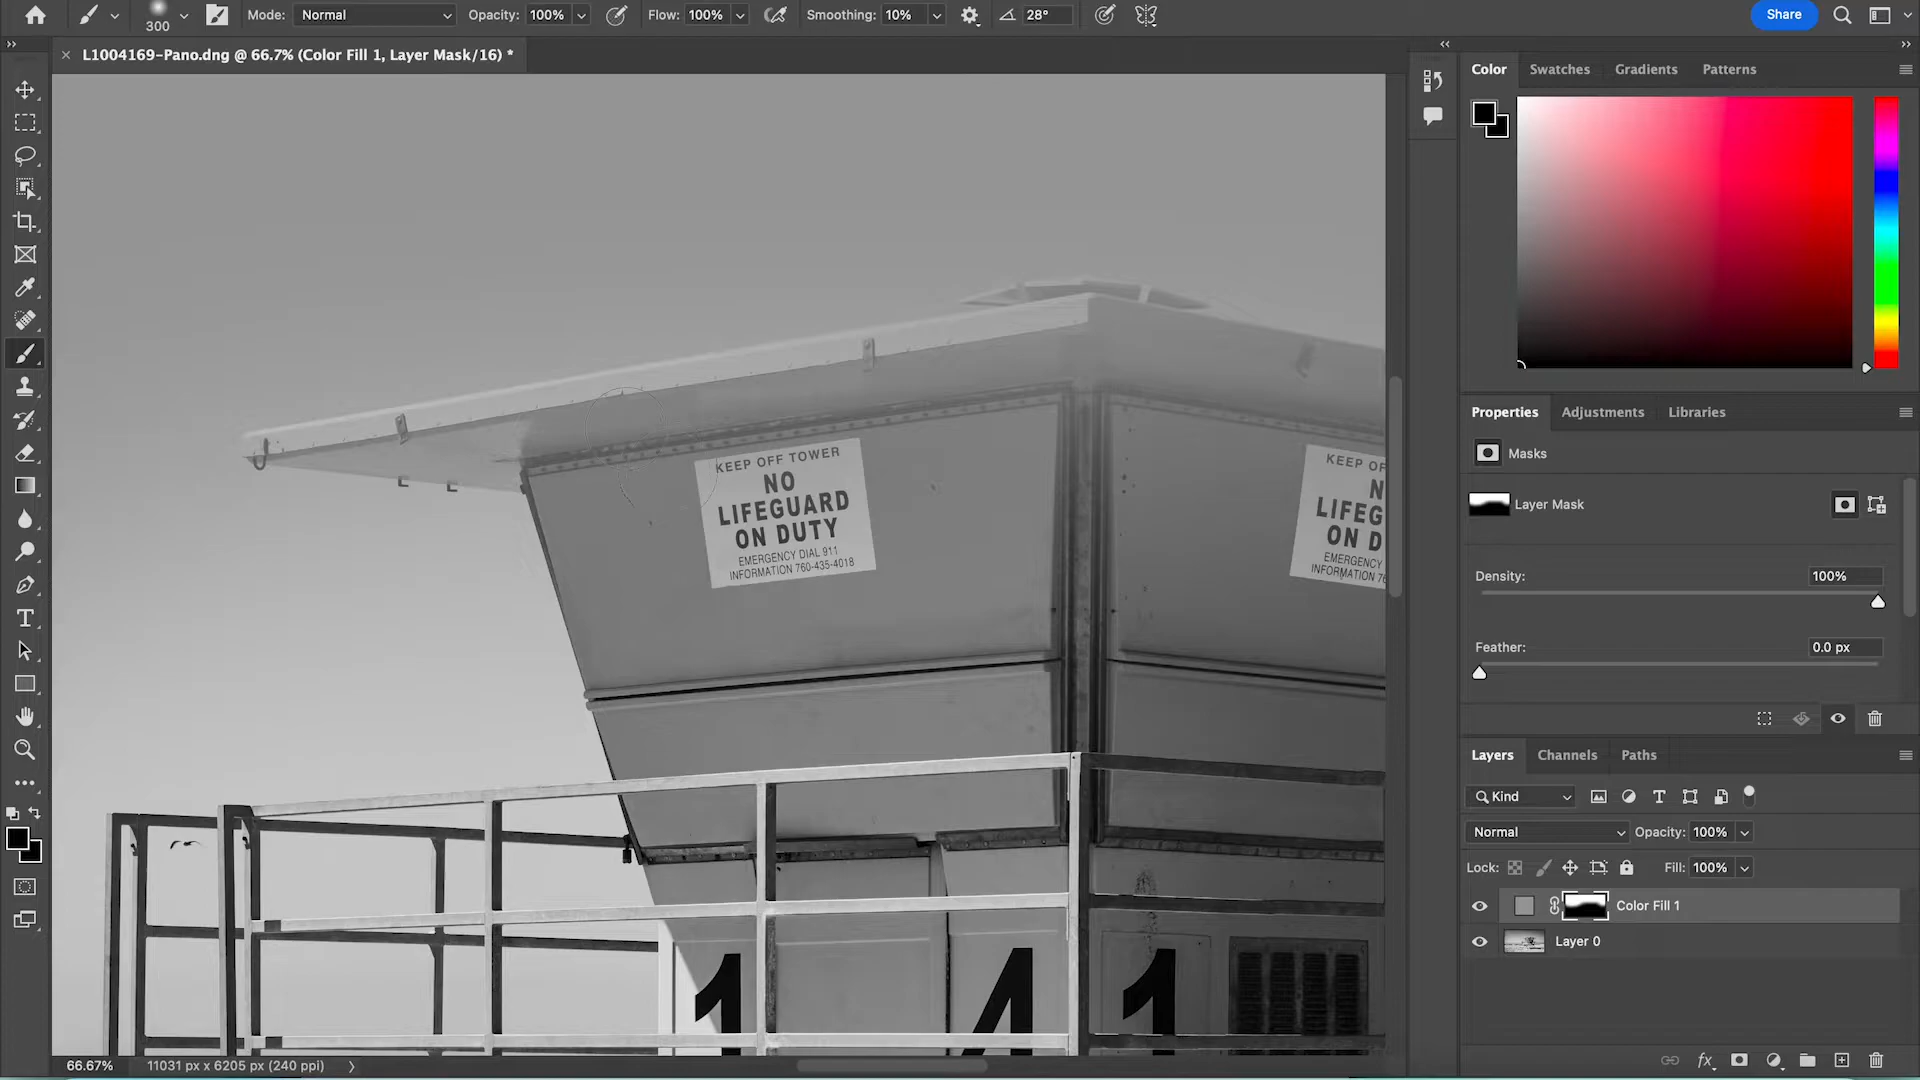 300
Mode: Normal
Opacity: 100%
Flow: 100%
Smoothing: 10%
28°
Share
L1004169-Pano.dng @ 66.7% (Color Fill 1, Layer Mask/16) *
Color Swatches Gradients Patterns
KEEP OFF TOWER
NO
LIFEGUARD
ON DUTY
EMERGENCY DIAL 911
INFORMATION 760-435-4018
KEEP OF
N
LIFEG
ON D
EMERGENCY
INFORMATION 76
1
4
1
Properties Adjustments Libraries
Masks
Layer Mask
Density: 100%
Feather: 0.0 px
Layers Channels Paths
Kind
Normal Opacity: 100%
Lock: Fill: 100%
Color Fill 1
Layer 0
fx
66.67% 11031 px x 6205 px (240 ppi)